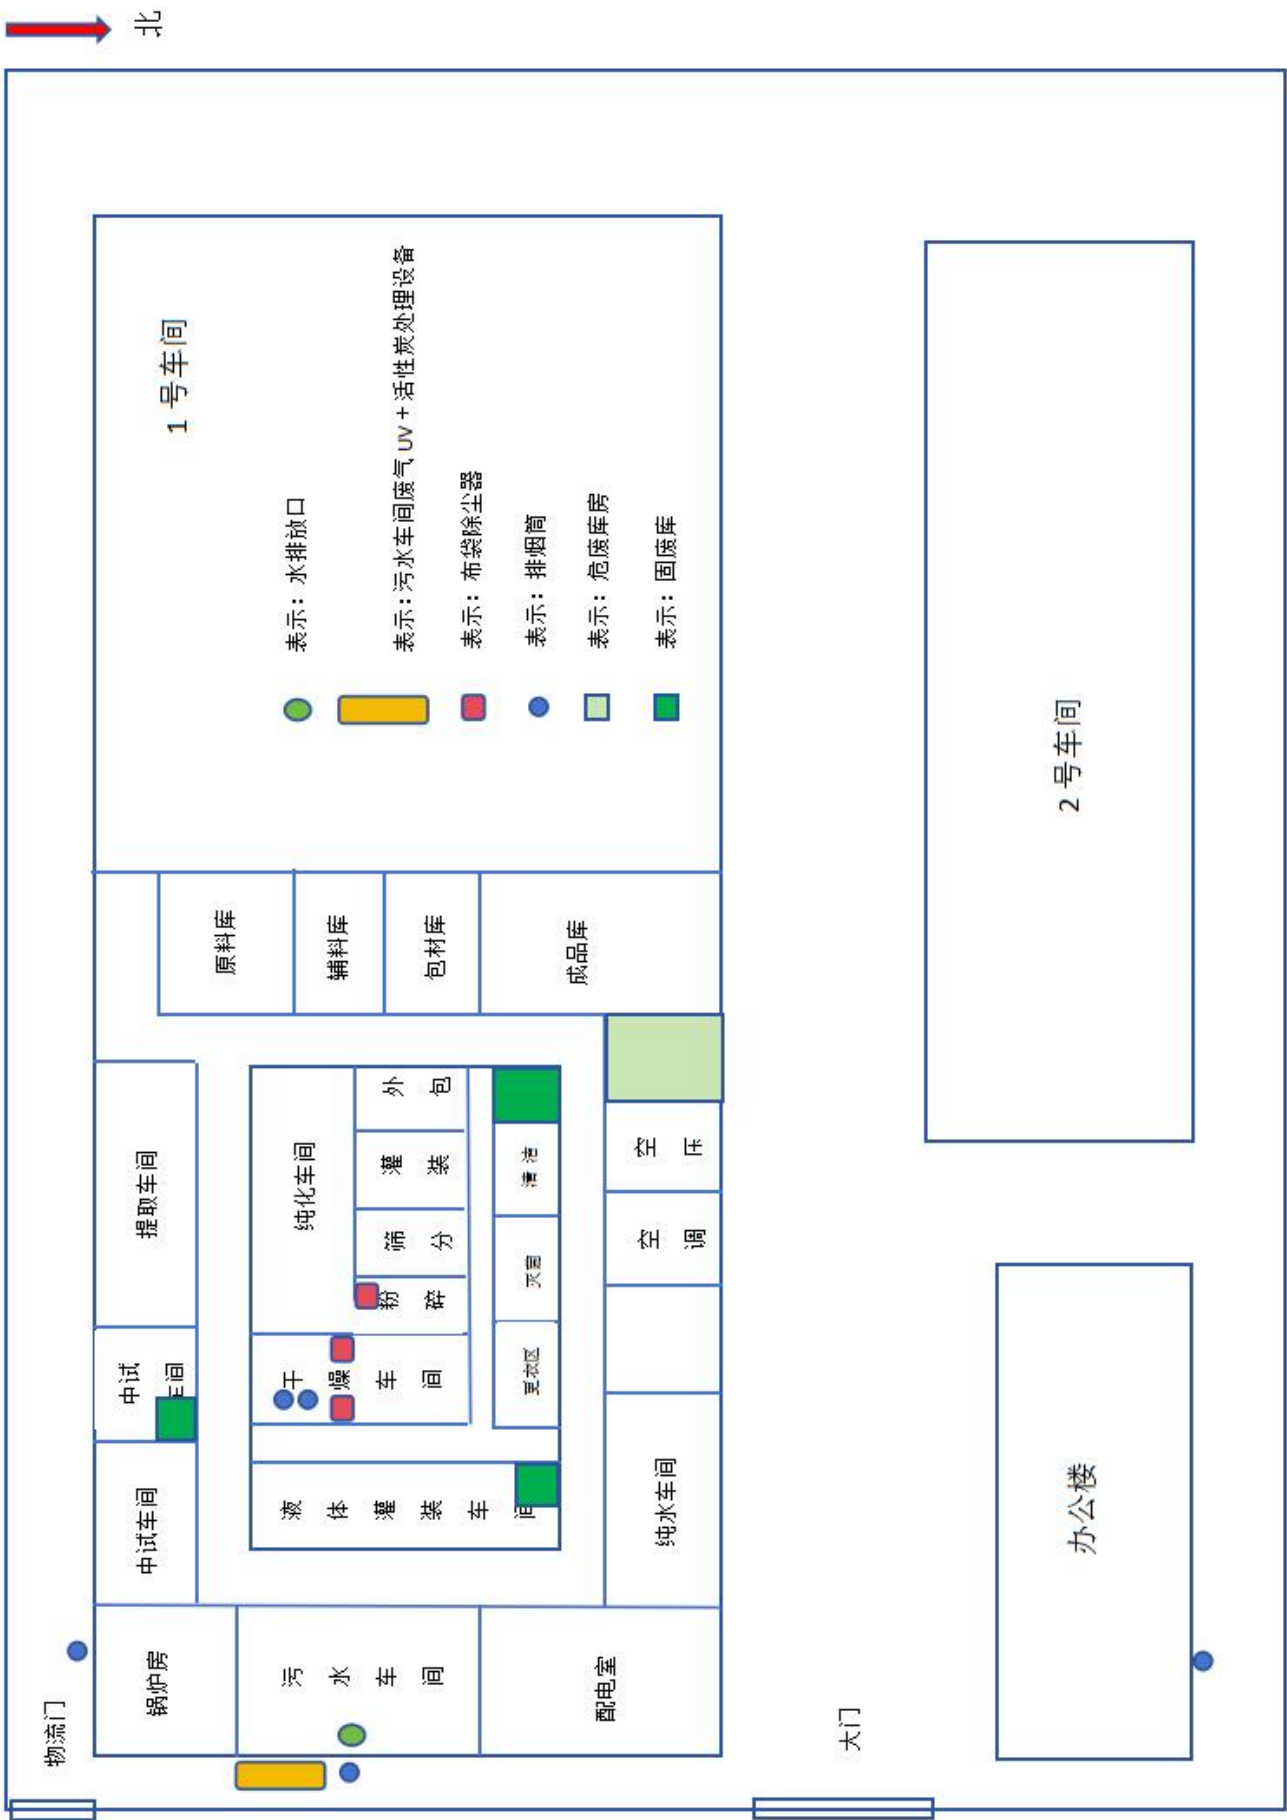 北
1号车间
表示：水排放口
表示：污水车间废气UV+活性炭处理设备
表示：布袋除尘器
表示：排烟筒
表示：危废库房
表示：固废库
原料库
辅料库
包材库
成品库
提取车间
中试
车间
中试车间
纯化车间
外包
灌装
筛分
粉碎
干燥车间
清洁
灭菌
更衣区
液体灌装车间
空压
空调
纯水车间
锅炉房
污水车间
配电室
物流门
大门
2号车间
办公楼